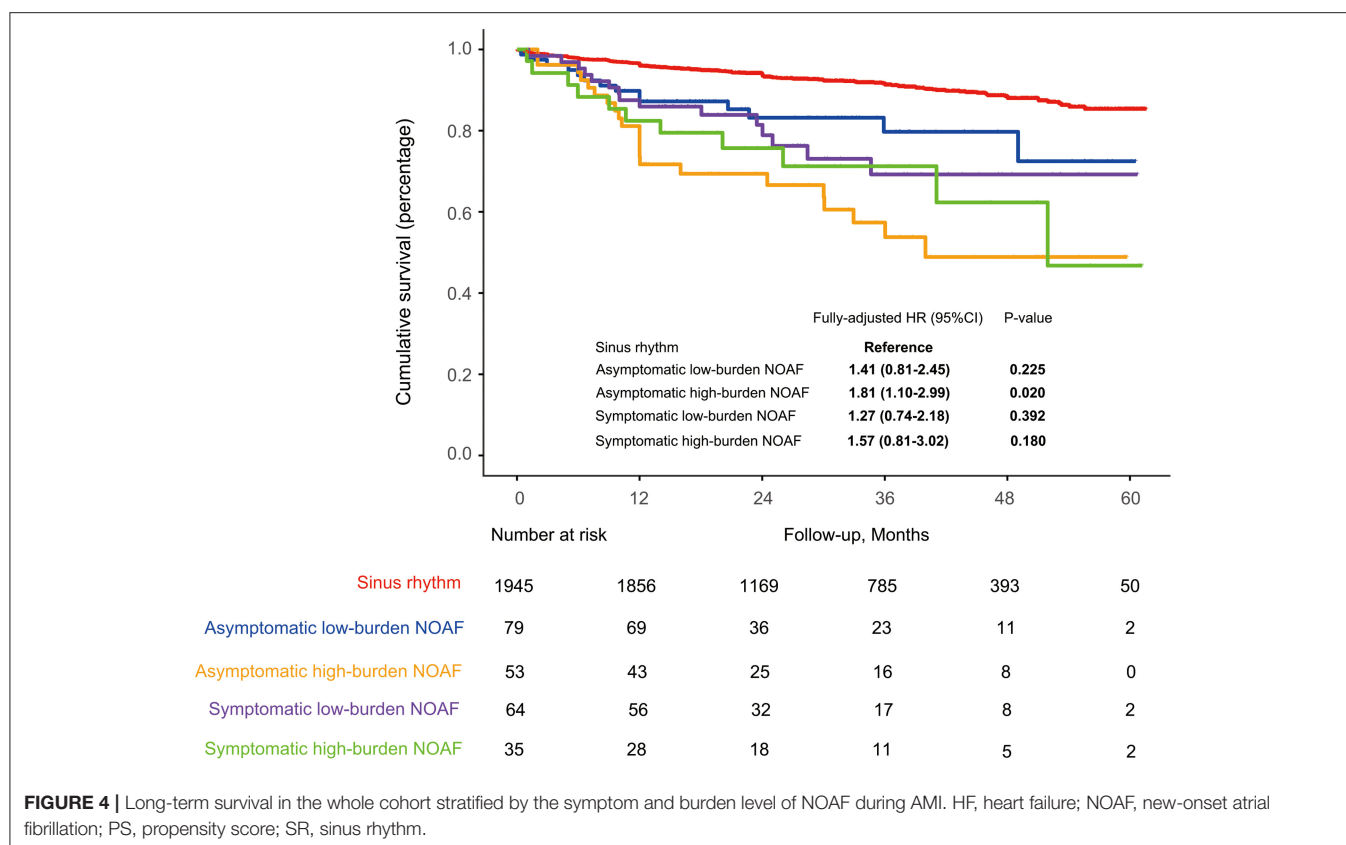 1.0
0.8
0.6
0.4
0.2
0.0
Cumulative survival (percentage)
Fully-adjusted HR (95%CI) P-value
Sinus rhythm Reference
Asymptomatic low-burden NOAF 1.41 (0.81-2.45) 0.225
Asymptomatic high-burden NOAF 1.81 (1.10-2.99) 0.020
Symptomatic low-burden NOAF 1.27 (0.74-2.18) 0.392
Symptomatic high-burden NOAF 1.57 (0.81-3.02) 0.180
0 12 24 36 48 60
Number at risk Follow-up, Months
Sinus rhythm 1945 1856 1169 785 393 50
Asymptomatic low-burden NOAF 79 69 36 23 11 2
Asymptomatic high-burden NOAF 53 43 25 16 8 0
Symptomatic low-burden NOAF 64 56 32 17 8 2
Symptomatic high-burden NOAF 35 28 18 11 5 2
FIGURE 4 | Long-term survival in the whole cohort stratified by the symptom and burden level of NOAF during AMI. HF, heart failure; NOAF, new-onset atrial
fibrillation; PS, propensity score; SR, sinus rhythm.